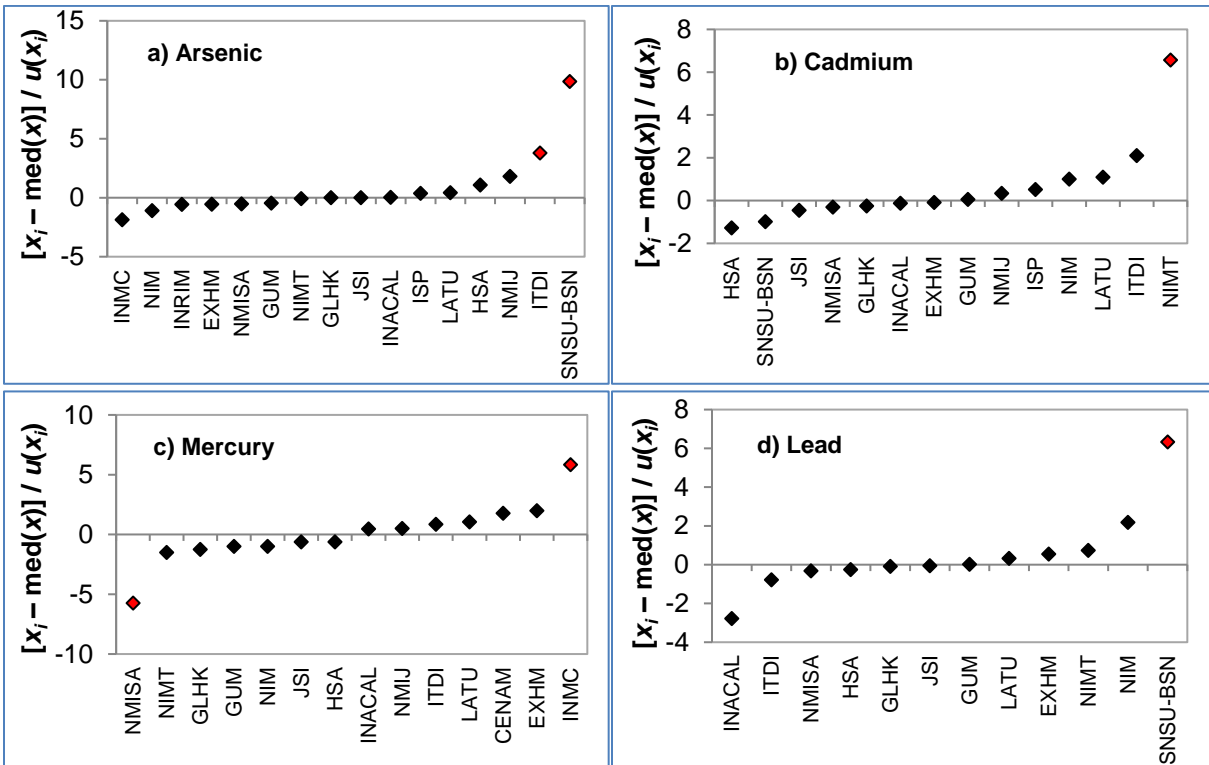 a) Arsenic
[xᵢ – med(x)] / u(xᵢ)
15
10
5
0
-5
INMC
NIM
INRIM
EXHM
NMISA
GUM
NIMT
GLHK
JSI
INACAL
ISP
LATU
HSA
NMIJ
ITDI
SNSU-BSN
b) Cadmium
[xᵢ – med(x)] / u(xᵢ)
8
6
4
2
0
-2
HSA
SNSU-BSN
JSI
NMISA
GLHK
INACAL
EXHM
GUM
NMIJ
ISP
NIM
LATU
ITDI
NIMT
c) Mercury
[xᵢ – med(x)] / u(xᵢ)
10
5
0
-5
-10
NMISA
NIMT
GLHK
GUM
NIM
JSI
HSA
INACAL
NMIJ
ITDI
LATU
CENAM
EXHM
INMC
d) Lead
[xᵢ – med(x)] / u(xᵢ)
8
6
4
2
0
-2
-4
INACAL
ITDI
NMISA
HSA
GLHK
JSI
GUM
LATU
EXHM
NIMT
NIM
SNSU-BSN